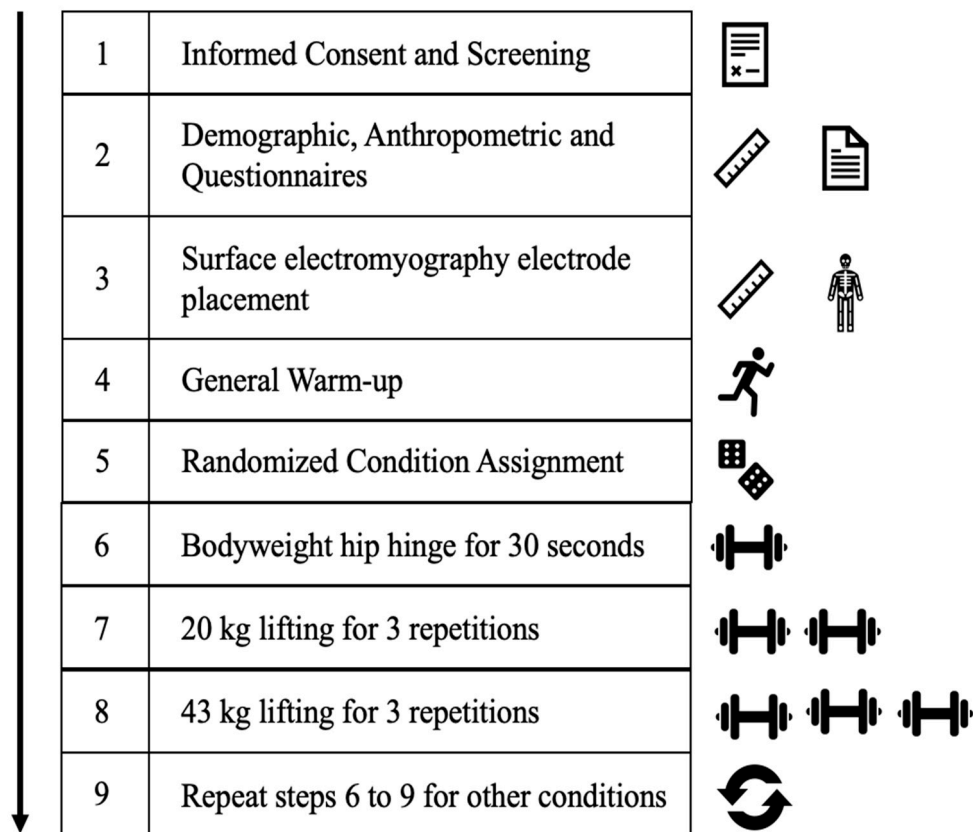 1 Informed Consent and Screening
2 Demographic, Anthropometric and
Questionnaires
3 Surface electromyography electrode
placement
4 General Warm-up
5 Randomized Condition Assignment
6 Bodyweight hip hinge for 30 seconds
7 20 kg lifting for 3 repetitions
8 43 kg lifting for 3 repetitions
9 Repeat steps 6 to 9 for other conditions